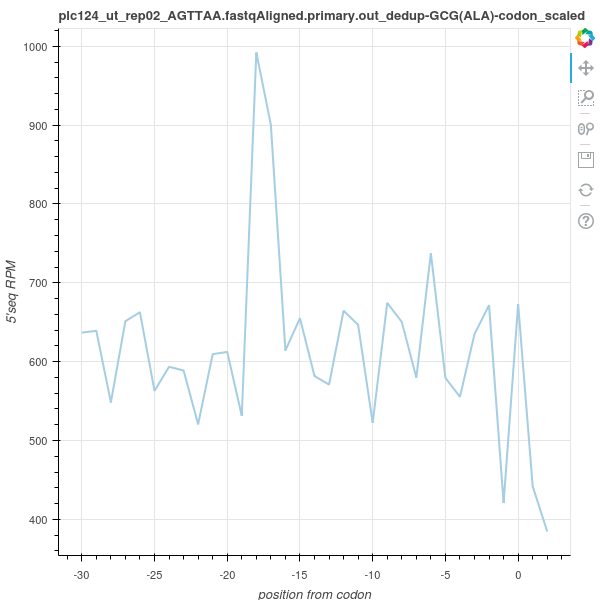 plc124_ut_rep02_AGTTAA.fastqAligned.primary.out_dedup-GCG(ALA)-codon_scaled
1000
900
800
700
600
500
400
5'seq RPM
-30 -25 -20 -15 -10 -5 0
position from codon